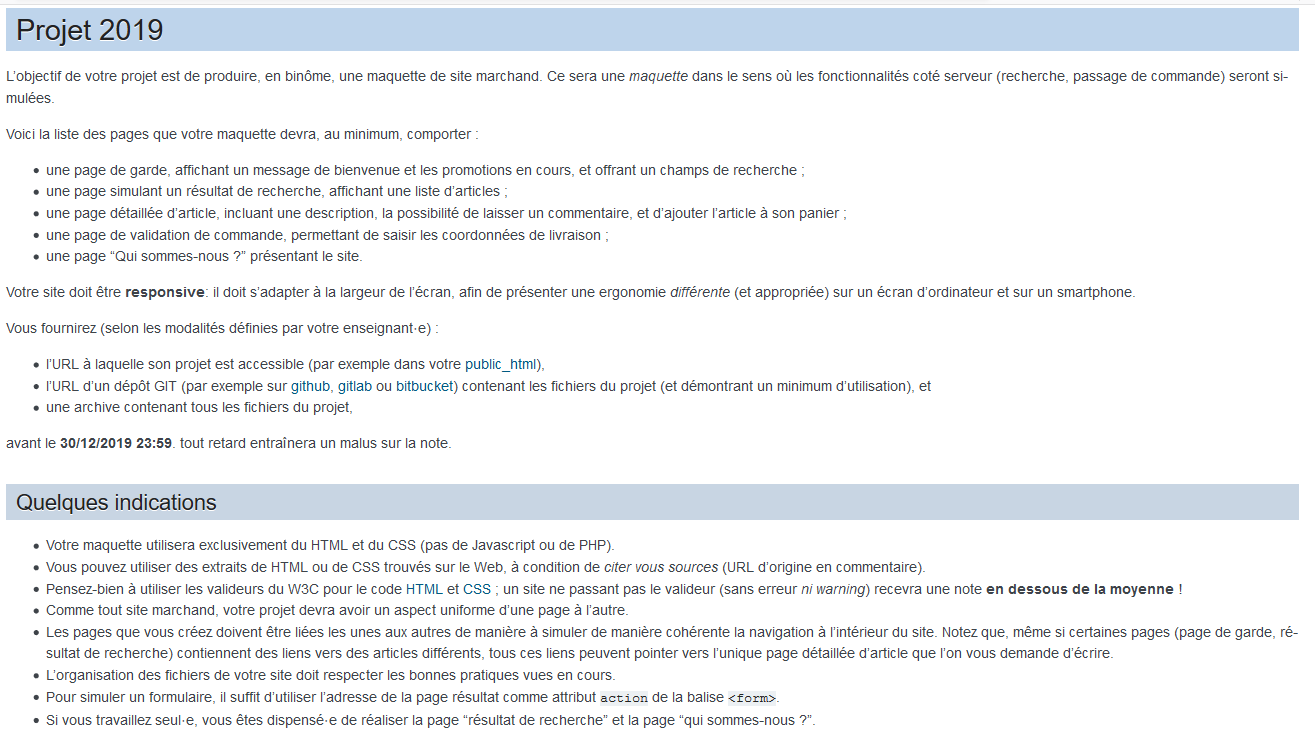 Projet 2019
L'objectif de votre projet est de produire, en binôme, une maquette de site marchand. Ce sera une maquette dans le sens où les fonctionnalités coté serveur (recherche, passage de commande) seront si-
mulées.
Voici la liste des pages que votre maquette devra, au minimum, comporter :
• une page de garde, affichant un message de bienvenue et les promotions en cours, et offrant un champs de recherche ;
• une page simulant un résultat de recherche, affichant une liste d'articles ;
• une page détaillée d'article, incluant une description, la possibilité de laisser un commentaire, et d'ajouter l'article à son panier ;
• une page de validation de commande, permettant de saisir les coordonnées de livraison ;
• une page “Qui sommes-nous ?” présentant le site.
Votre site doit être responsive: il doit s'adapter à la largeur de l'écran, afin de présenter une ergonomie différente (et appropriée) sur un écran d'ordinateur et sur un smartphone.
Vous fournirez (selon les modalités définies par votre enseignant·e) :
• l'URL à laquelle son projet est accessible (par exemple dans votre public_html),
• l'URL d'un dépôt GIT (par exemple sur github, gitlab ou bitbucket) contenant les fichiers du projet (et démontrant un minimum d'utilisation), et
• une archive contenant tous les fichiers du projet,
avant le 30/12/2019 23:59. tout retard entraînera un malus sur la note.
Quelques indications
• Votre maquette utilisera exclusivement du HTML et du CSS (pas de Javascript ou de PHP).
• Vous pouvez utiliser des extraits de HTML ou de CSS trouvés sur le Web, à condition de citer vous sources (URL d'origine en commentaire).
• Pensez-bien à utiliser les valideurs du W3C pour le code HTML et CSS ; un site ne passant pas le valideur (sans erreur ni warning) recevra une note en dessous de la moyenne !
• Comme tout site marchand, votre projet devra avoir un aspect uniforme d'une page à l'autre.
• Les pages que vous créez doivent être liées les unes aux autres de manière à simuler de manière cohérente la navigation à l'intérieur du site. Notez que, même si certaines pages (page de garde, ré-
sultat de recherche) contiennent des liens vers des articles différents, tous ces liens peuvent pointer vers l'unique page détaillée d'article que l'on vous demande d'écrire.
• L'organisation des fichiers de votre site doit respecter les bonnes pratiques vues en cours.
• Pour simuler un formulaire, il suffit d'utiliser l'adresse de la page résultat comme attribut action de la balise <form>.
• Si vous travaillez seul·e, vous êtes dispensé·e de réaliser la page “résultat de recherche” et la page “qui sommes-nous ?”.